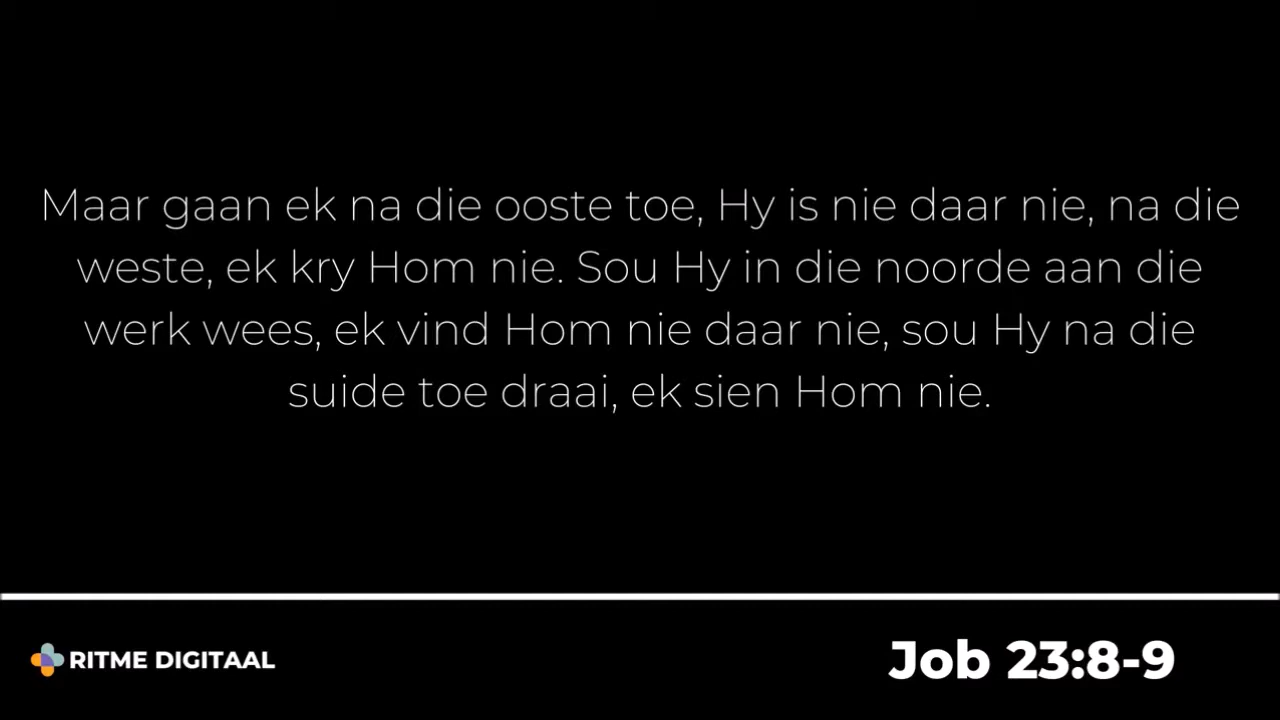 Maar gaan ek na die ooste toe, Hy is nie daar nie, na die
weste, ek kry Hom nie. Sou Hy in die noorde aan die
werk wees, ek vind Hom nie daar nie, sou Hy na die
suide toe draai, ek sien Hom nie.
RITME DIGITAAL
Job 23:8-9